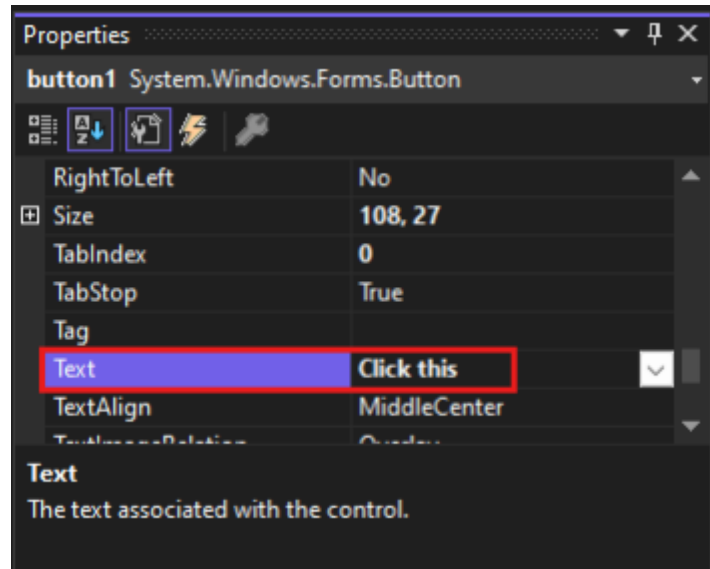 Properties
button1 System.Windows.Forms.Button
RightToLeft No
Size 108, 27
TabIndex 0
TabStop True
Tag
Text Click this
TextAlign MiddleCenter
Text
The text associated with the control.